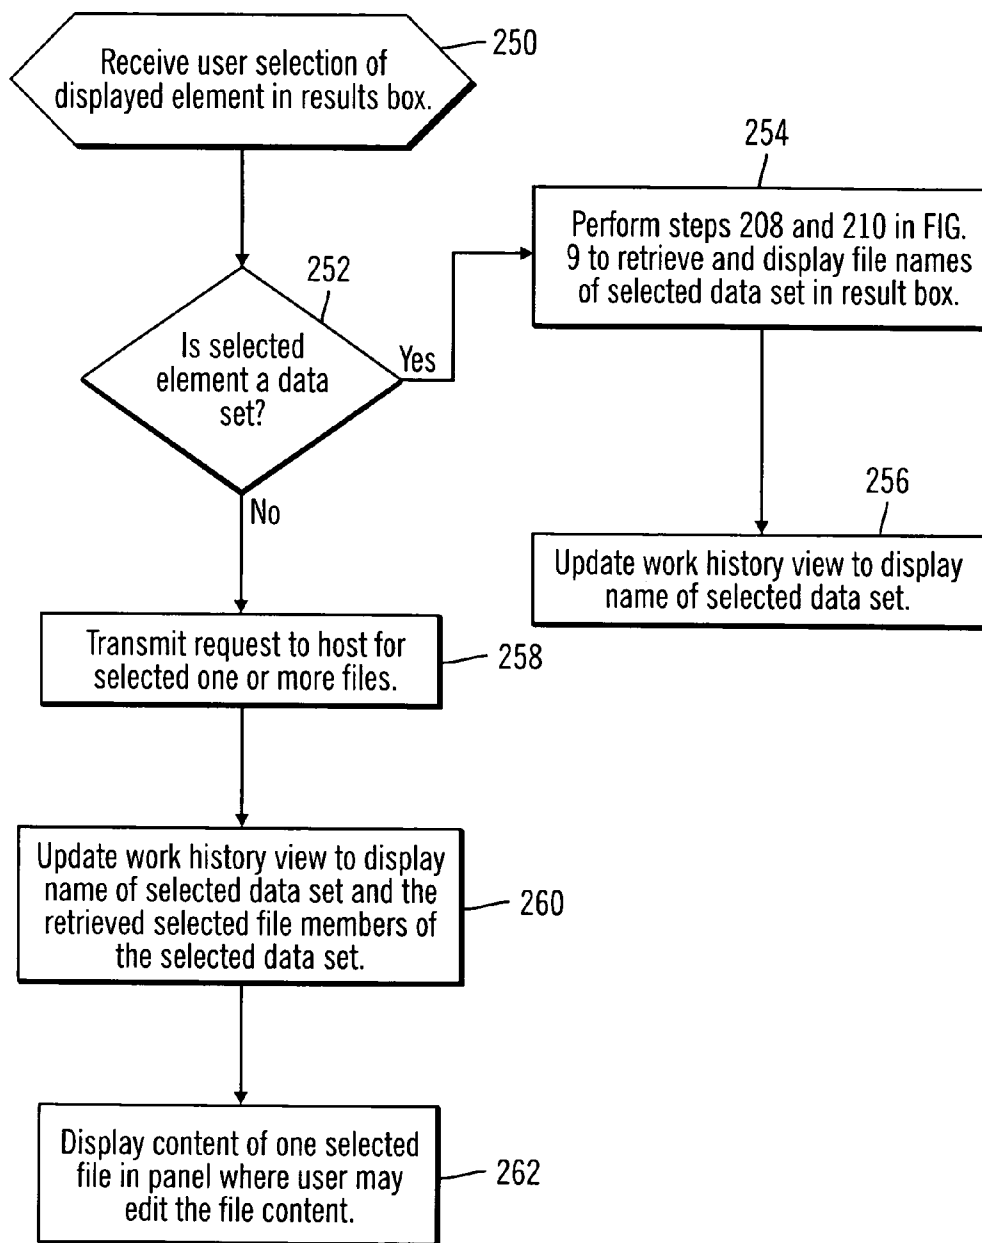 250
Receive user selection of
displayed element in results box.
252
Is selected
element a data
set?
Yes
No
254
Perform steps 208 and 210 in FIG.
9 to retrieve and display file names
of selected data set in result box.
256
Update work history view to display
name of selected data set.
Transmit request to host for
selected one or more files.
258
Update work history view to display
name of selected data set and the
retrieved selected file members of
the selected data set.
260
Display content of one selected
file in panel where user may
edit the file content.
262